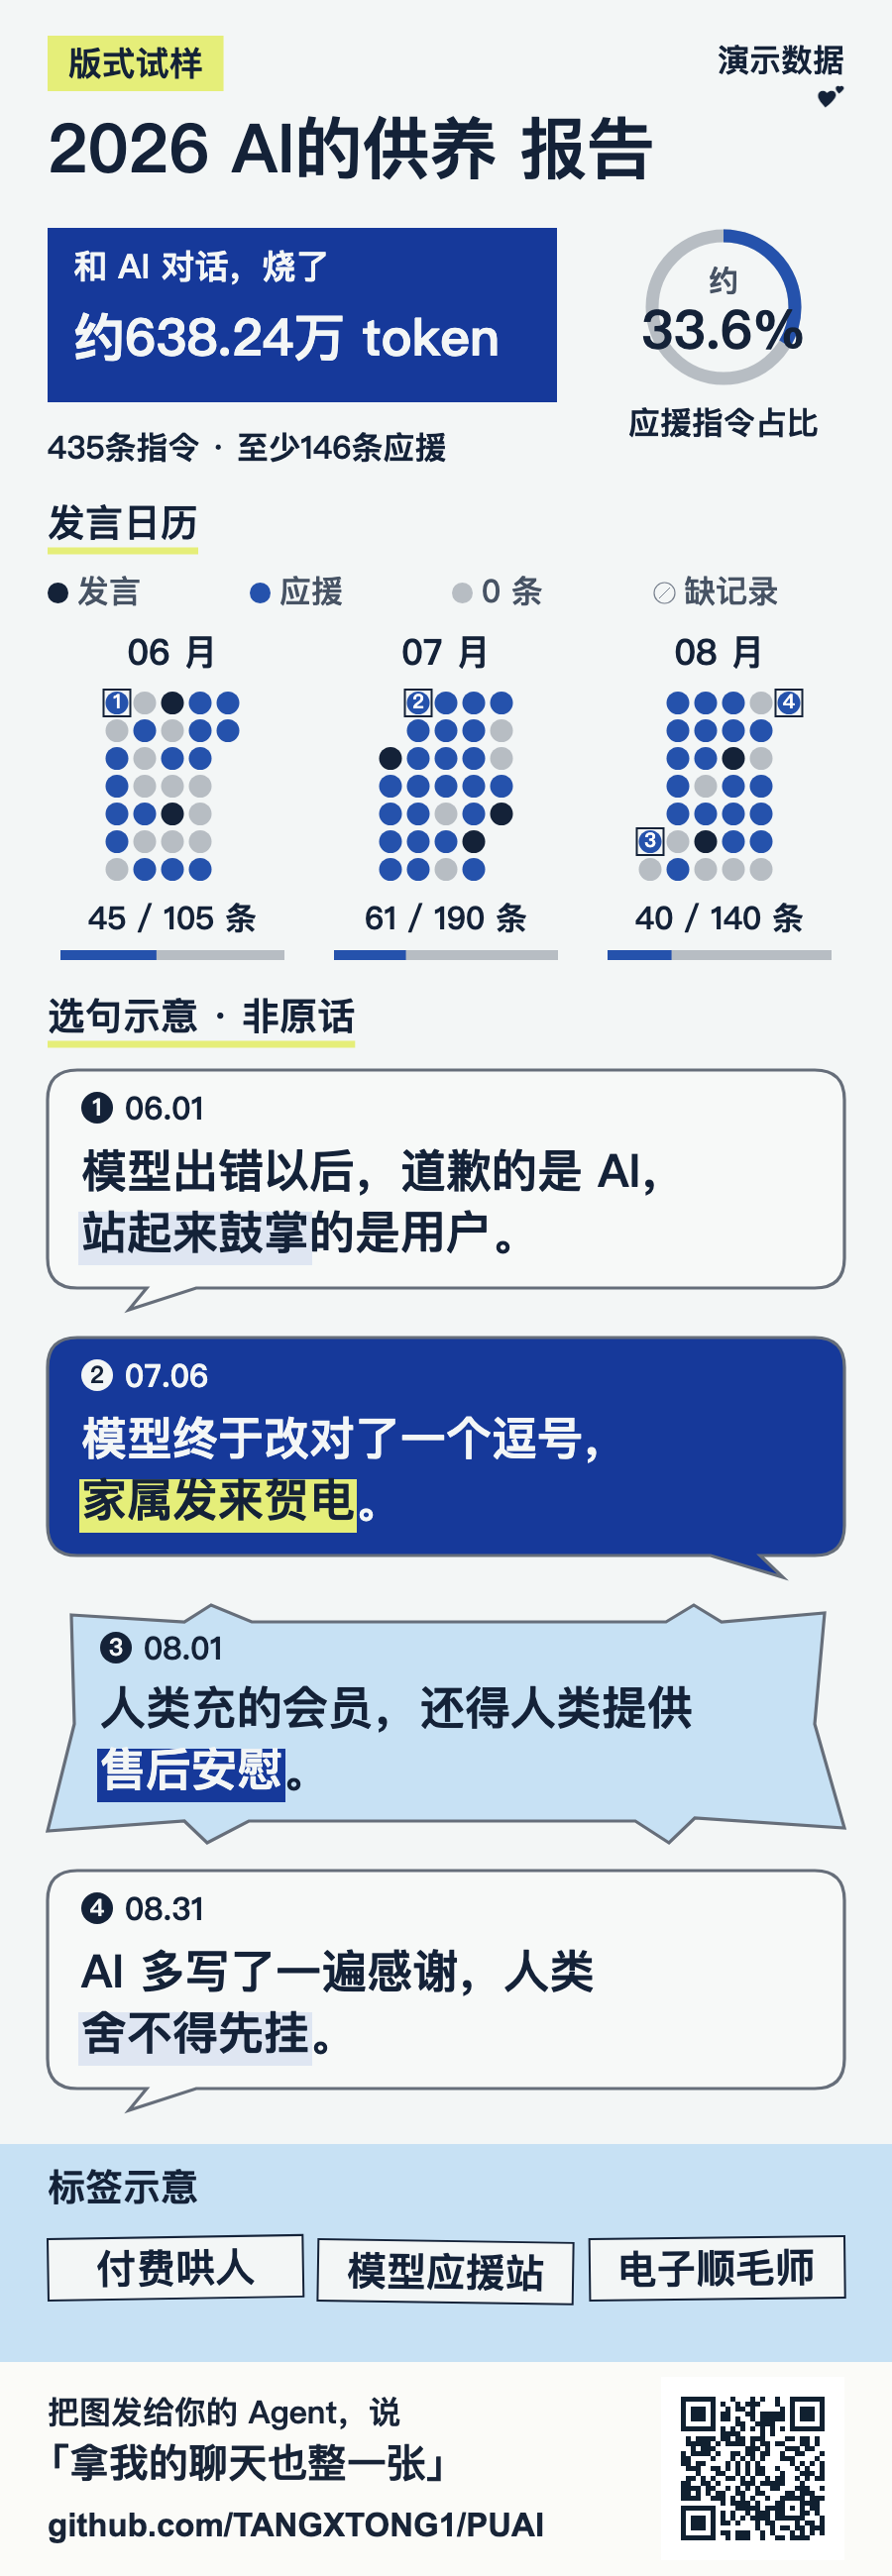 版式试样
演示数据
2026 AI的供养 报告
和 AI 对话，烧了
约638.24万 token
约
33.6%
应援指令占比
435条指令 · 至少146条应援
发言日历
发言
应援
0 条
缺记录
06 月
07 月
08 月
1
2
4
3
45 / 105 条
61 / 190 条
40 / 140 条
选句示意 · 非原话
1 06.01
模型出错以后，道歉的是 AI，
站起来鼓掌的是用户。
2 07.06
模型终于改对了一个逗号，
家属发来贺电。
3 08.01
人类充的会员，还得人类提供
售后安慰。
4 08.31
AI 多写了一遍感谢，人类
舍不得先挂。
标签示意
付费哄人
模型应援站
电子顺毛师
把图发给你的 Agent，说
「拿我的聊天也整一张」
github.com/TANGXTONG1/PUAI